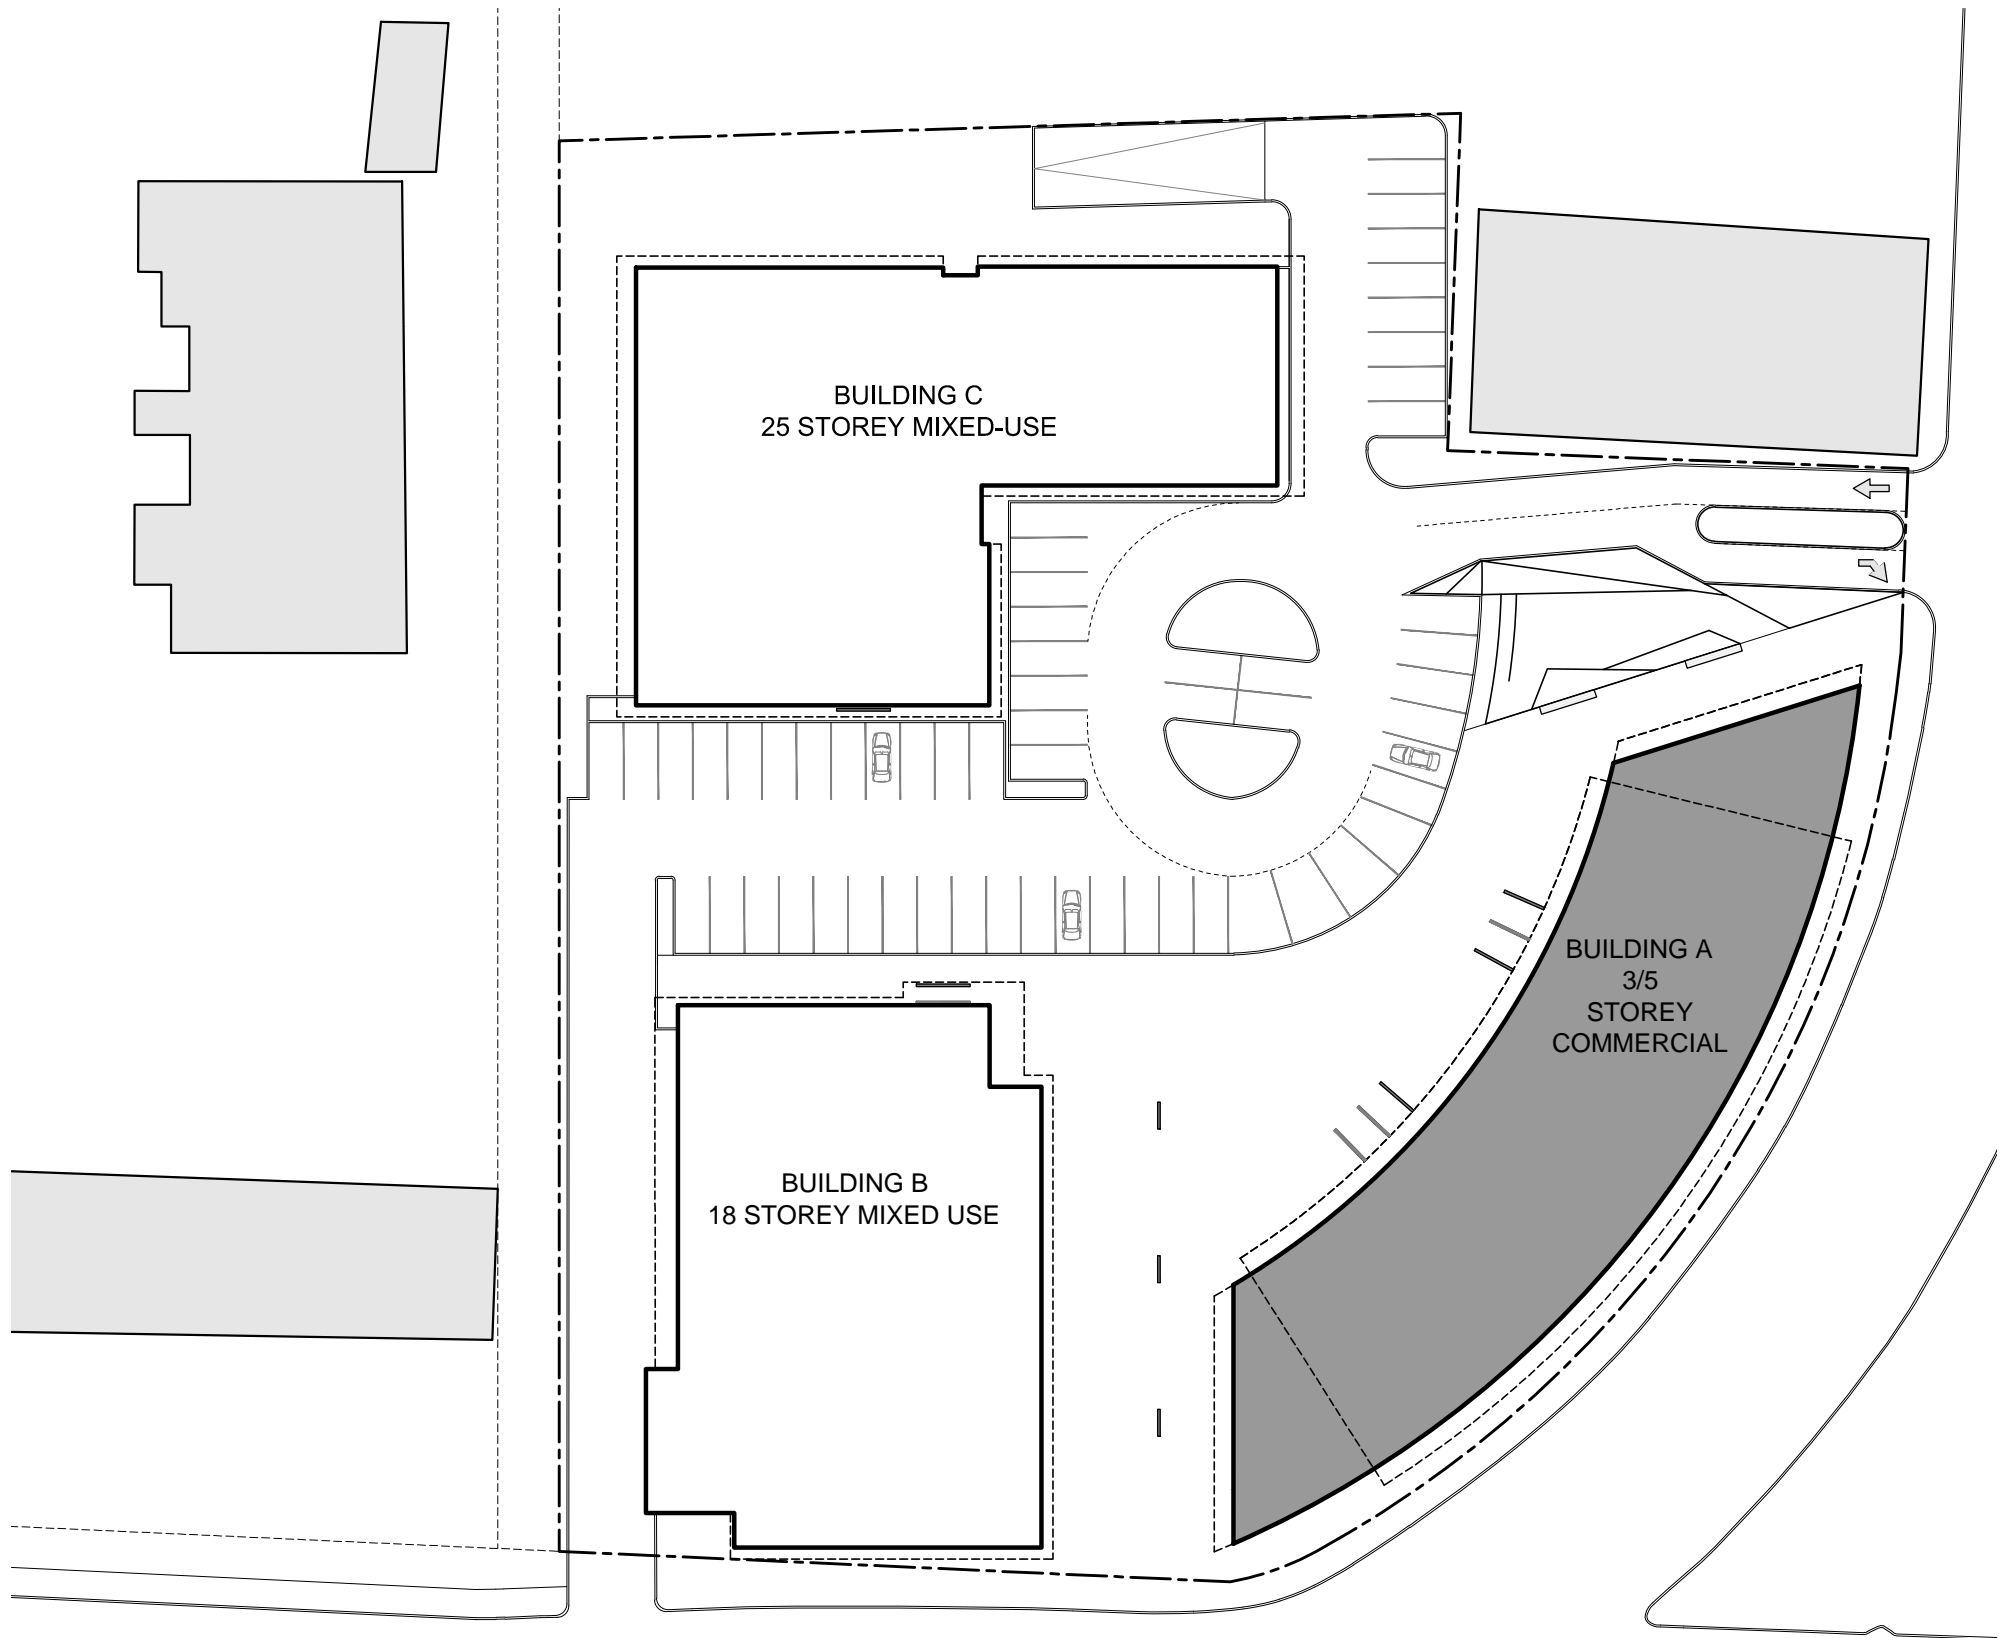 BUILDING C
25 STOREY MIXED-USE
BUILDING A
3/5
STOREY
COMMERCIAL
BUILDING B
18 STOREY MIXED USE